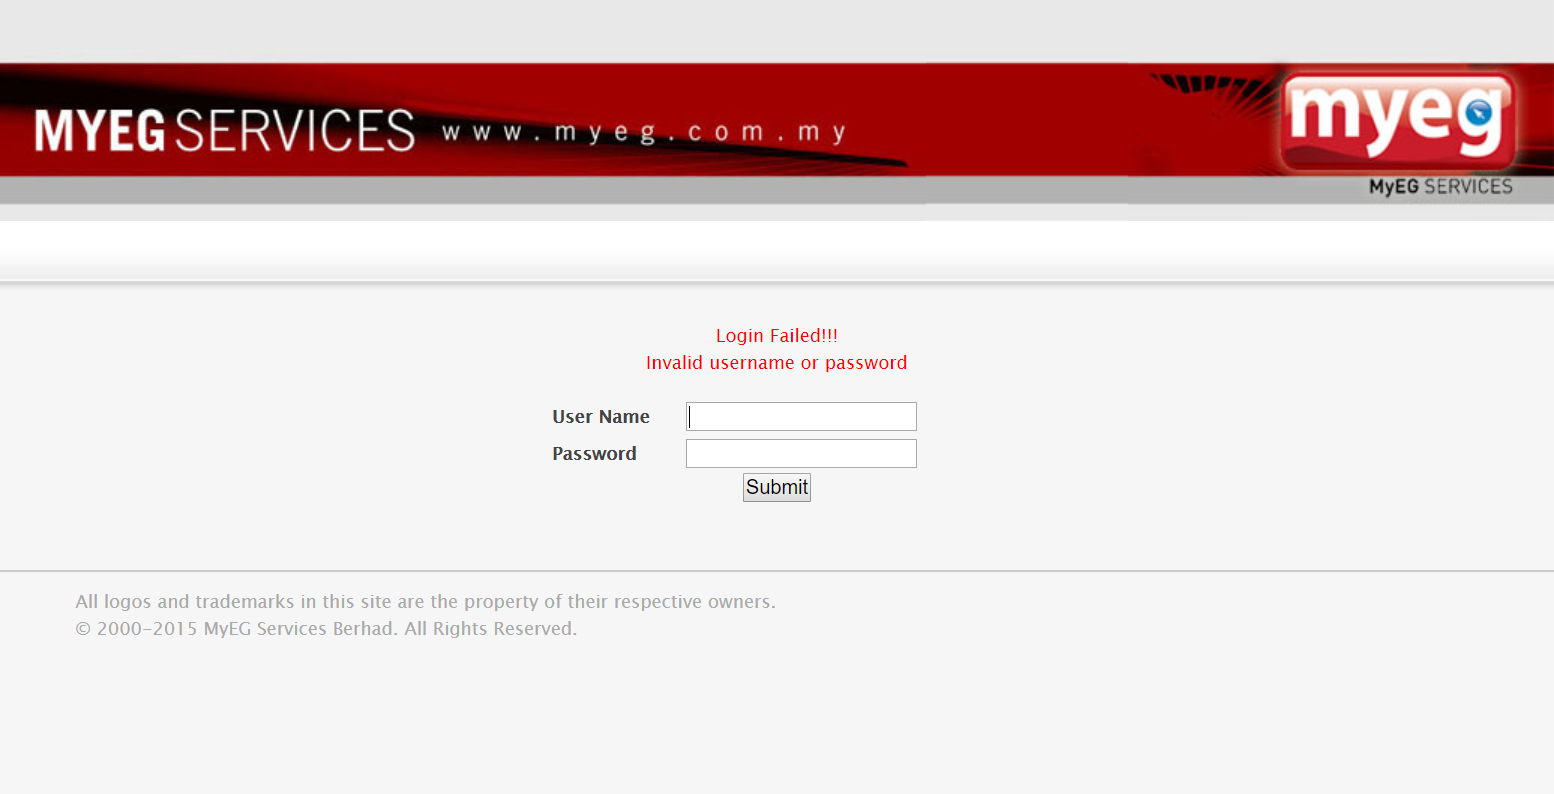 MYEG SERVICES www.myeg.com.my
myeg
MyEG SERVICES
Login Failed!!!
Invalid username or password
User Name
Password
Submit
All logos and trademarks in this site are the property of their respective owners.
© 2000-2015 MyEG Services Berhad. All Rights Reserved.